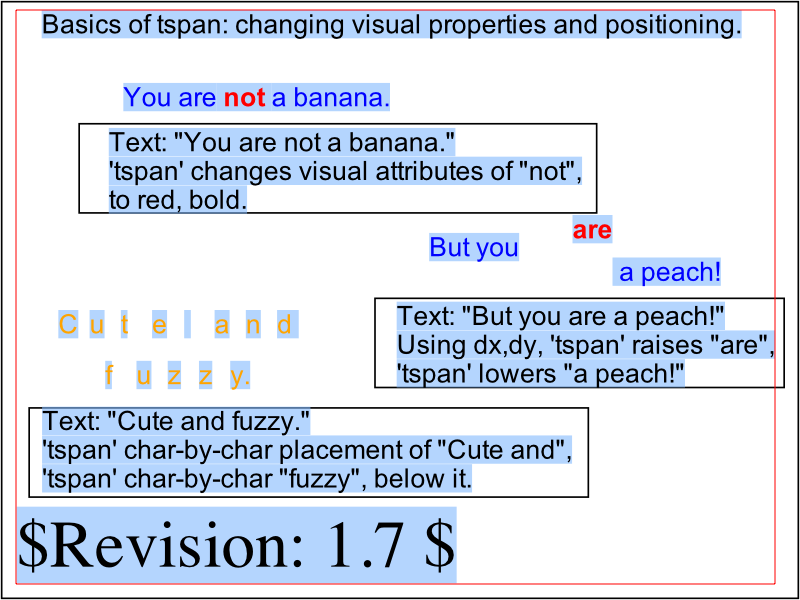 Basics of tspan: changing visual properties and positioning.
You are not a banana.
Text: "You are not a banana."
'tspan' changes visual attributes of "not",
to red, bold.
But you are a peach!
Text: "But you are a peach!"
Using dx,dy, 'tspan' raises "are",
'tspan' lowers "a peach!"
Cute and
fuzzy.
Text: "Cute and fuzzy."
'tspan' char-by-char placement of "Cute and",
'tspan' char-by-char "fuzzy", below it.
$Revision: 1.7 $